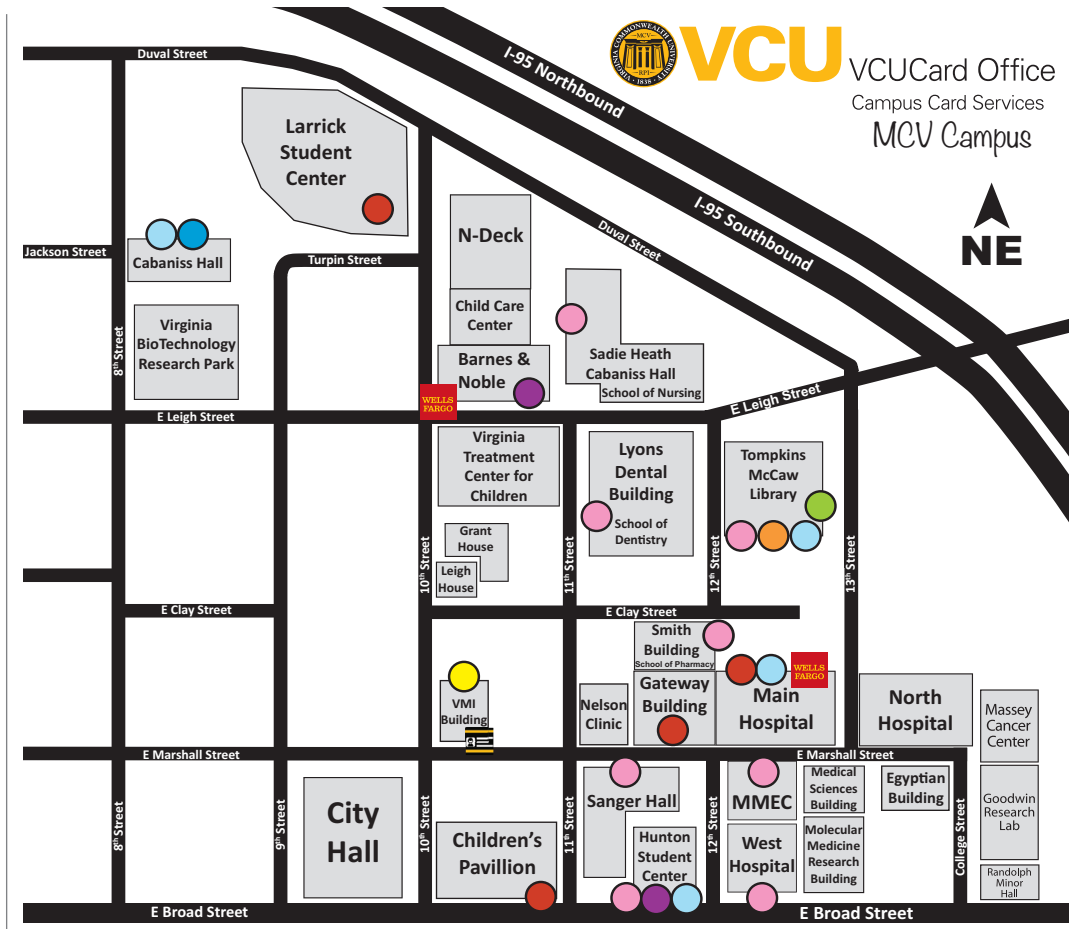 Duval Street
I-95 Northbound
VIRGINIA COMMONWEALTH UNIVERSITY
MCV
RPI
1838
VCU
VCUCard Office
Campus Card Services
MCV Campus
Larrick
Student
Center
NE
I-95 Southbound
Duval Street
Jackson Street
Cabaniss Hall
Turpin Street
N-Deck
Child Care
Center
Virginia
BioTechnology
Research Park
8th Street
Barnes &
Noble
Sadie Heath
Cabaniss Hall
School of Nursing
WELLS
FARGO
E Leigh Street
E Leigh Street
Virginia
Treatment
Center for
Children
Lyons
Dental
Building
School of
Dentistry
Tompkins
McCaw
Library
Grant
House
Leigh
House
10th Street
11th Street
12th Street
13th Street
E Clay Street
E Clay Street
Smith
Building
School of Pharmacy
VMI
Building
Nelson
Clinic
Gateway
Building
Main
Hospital
WELLS
FARGO
North
Hospital
Massey
Cancer
Center
E Marshall Street
E Marshall Street
Sanger Hall
MMEC
Medical
Sciences
Building
Egyptian
Building
Goodwin
Research
Lab
City
Hall
Children's
Pavilion
Hunton
Student
Center
West
Hospital
Molecular
Medicine
Research
Building
Randolph
Minor
Hall
8th Street
9th Street
10th Street
11th Street
12th Street
College Street
E Broad Street
E Broad Street